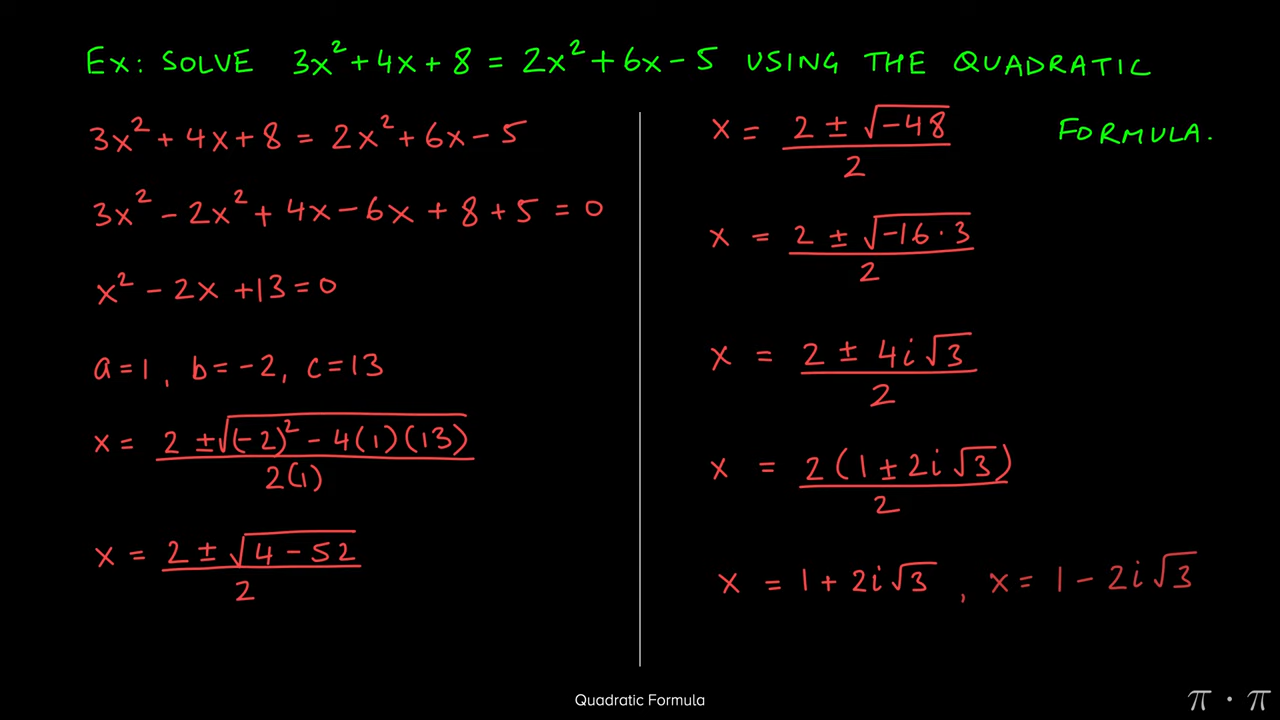 Ex: SOLVE 3x² + 4x + 8 = 2x² + 6x − 5 USING THE QUADRATIC
FORMULA.
3x² + 4x + 8 = 2x² + 6x − 5
3x² − 2x² + 4x − 6x + 8 + 5 = 0
x² − 2x + 13 = 0
a = 1, b = −2, c = 13
x = (2 ± √((−2)² − 4(1)(13))) / 2(1)
x = (2 ± √(4 − 52)) / 2
x = (2 ± √(−48)) / 2
x = (2 ± √(−16 · 3)) / 2
x = (2 ± 4i√3) / 2
x = 2(1 ± 2i√3) / 2
x = 1 + 2i√3, x = 1 − 2i√3
Quadratic Formula
π · π